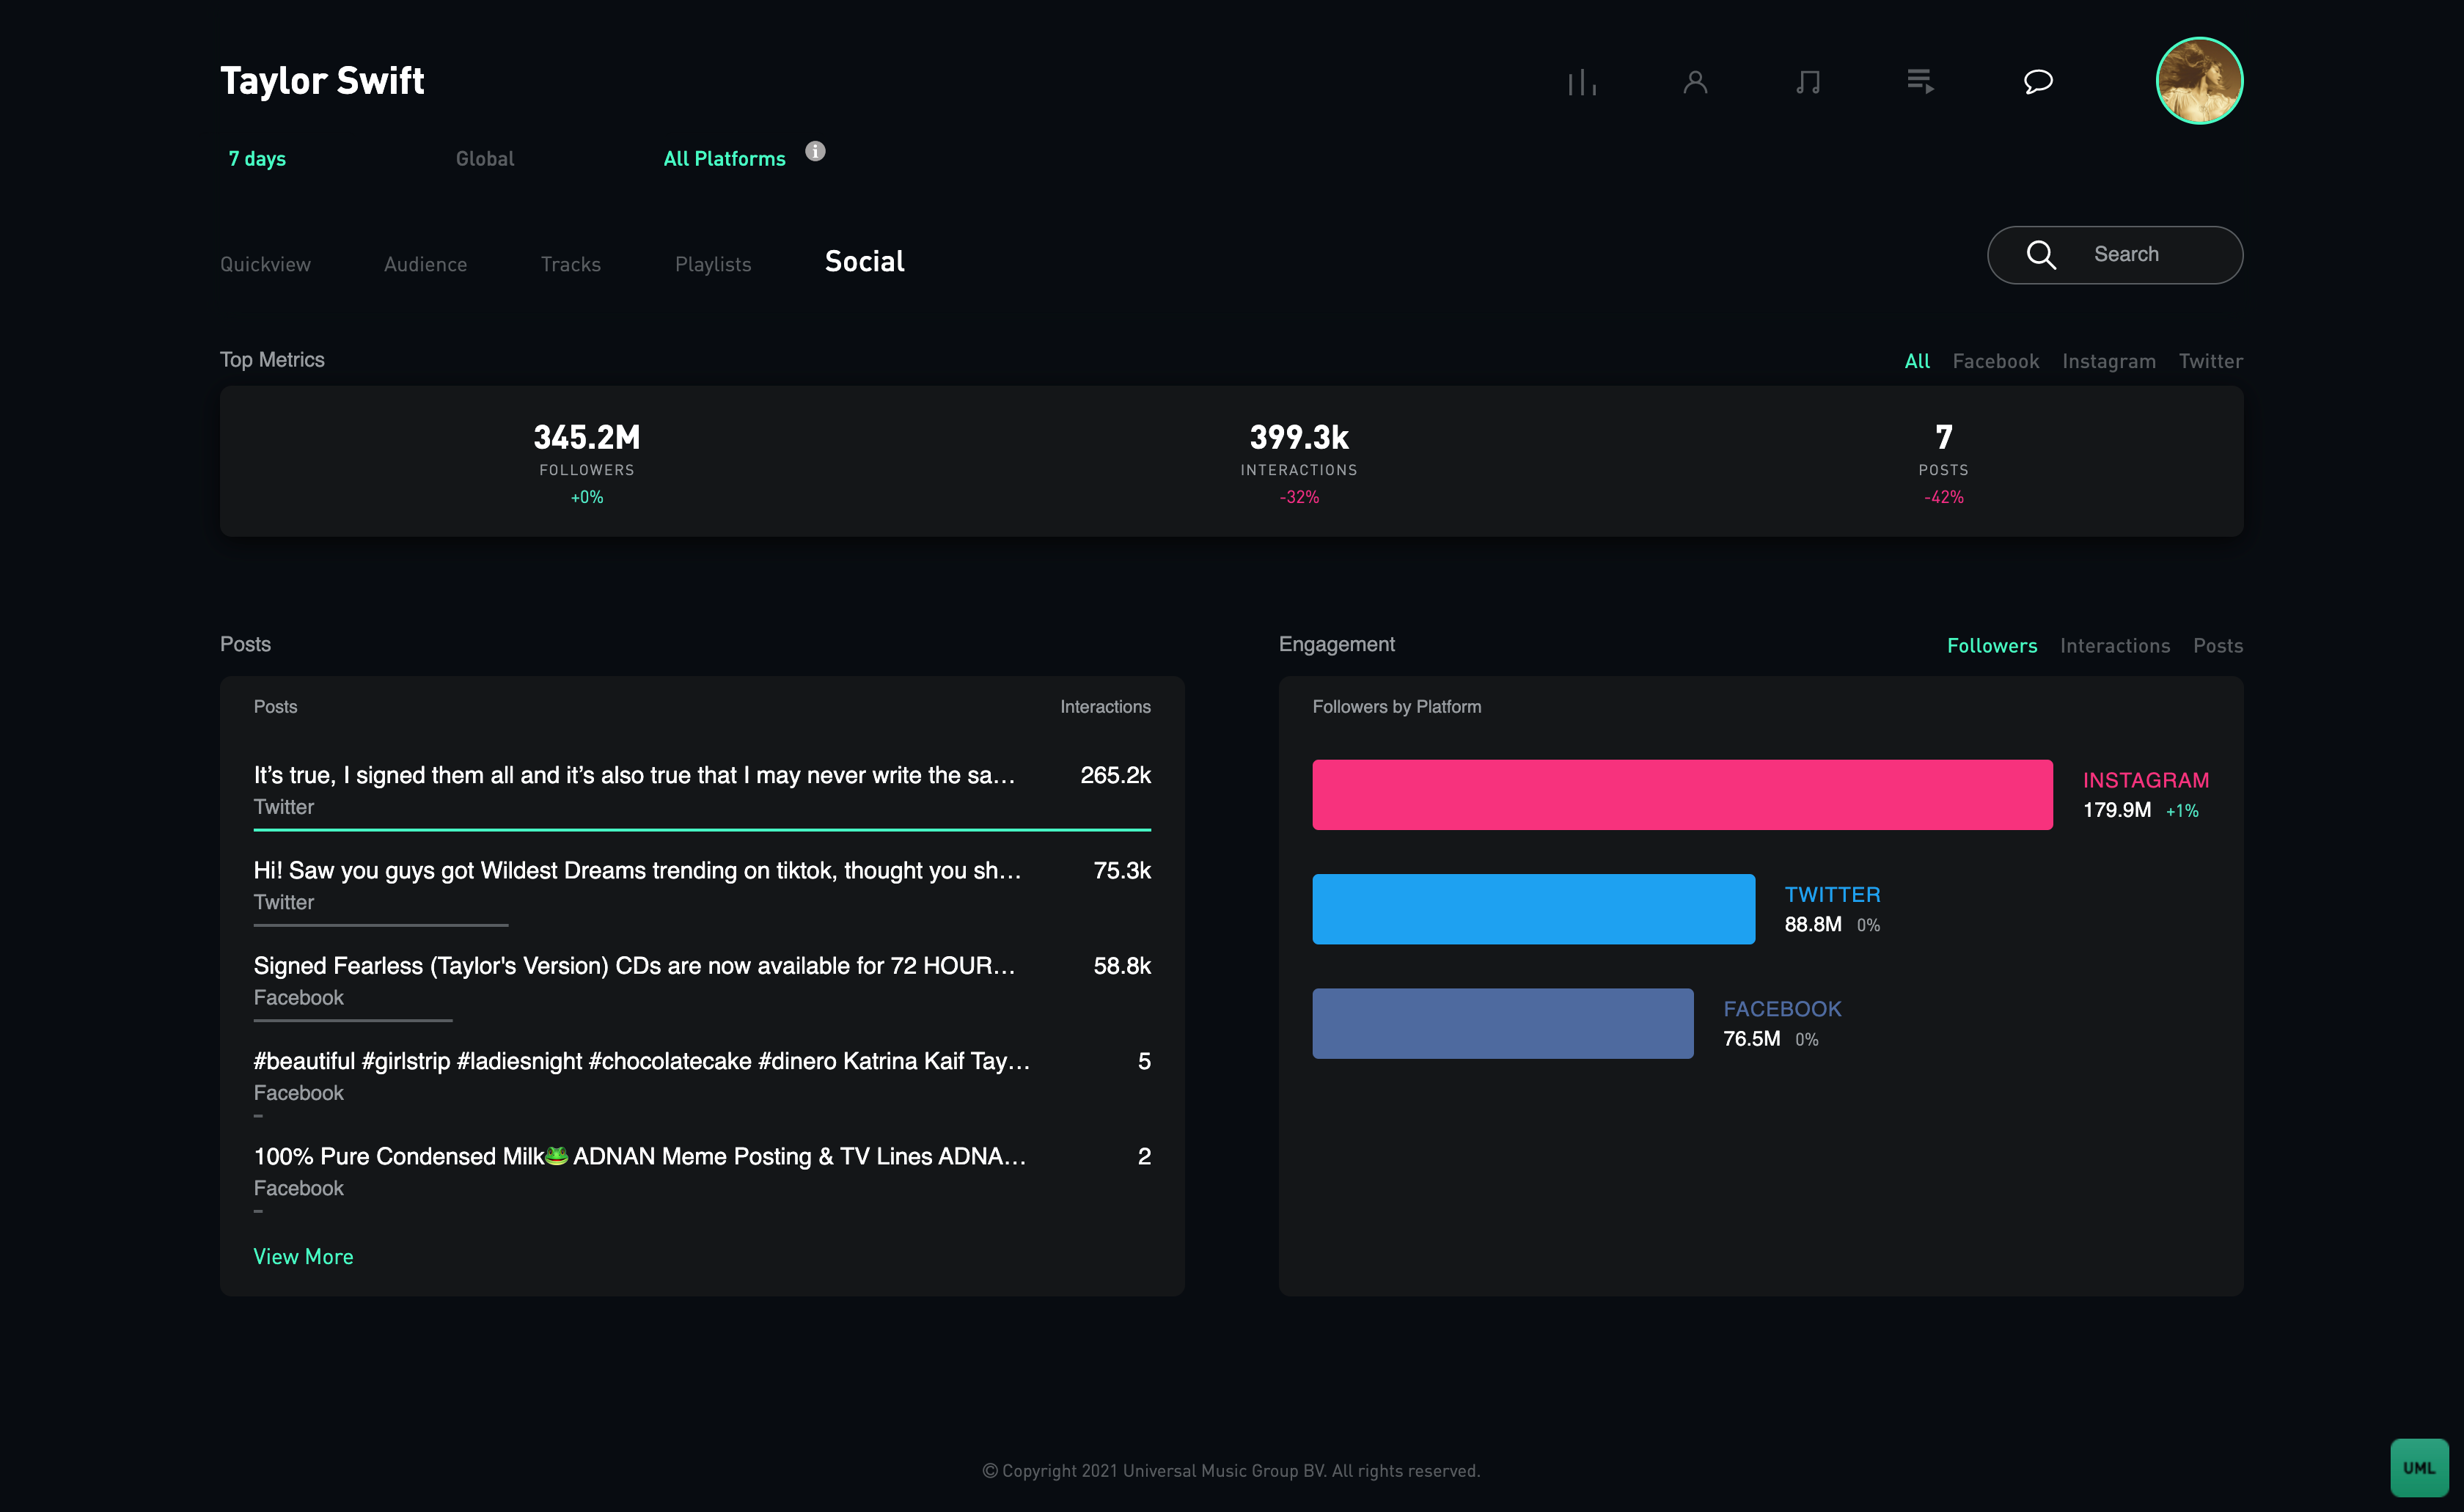 Taylor Swift
7 days Global All Platforms i
Quickview Audience Tracks Playlists Social Search
Top Metrics All Facebook Instagram Twitter
345.2M 399.3k 7
FOLLOWERS INTERACTIONS POSTS
+0% -32% -42%
Posts
Posts Interactions
It’s true, I signed them all and it’s also true that I may never write the sa… 265.2k
Twitter
Hi! Saw you guys got Wildest Dreams trending on tiktok, thought you sh… 75.3k
Twitter
Signed Fearless (Taylor's Version) CDs are now available for 72 HOUR… 58.8k
Facebook
#beautiful #girlstrip #ladiesnight #chocolatecake #dinero Katrina Kaif Tay… 5
Facebook
100% Pure Condensed Milk🐸 ADNAN Meme Posting & TV Lines ADNA… 2
Facebook
View More
Engagement Followers Interactions Posts
Followers by Platform
INSTAGRAM
179.9M +1%
TWITTER
88.8M 0%
FACEBOOK
76.5M 0%
© Copyright 2021 Universal Music Group BV. All rights reserved.
UML